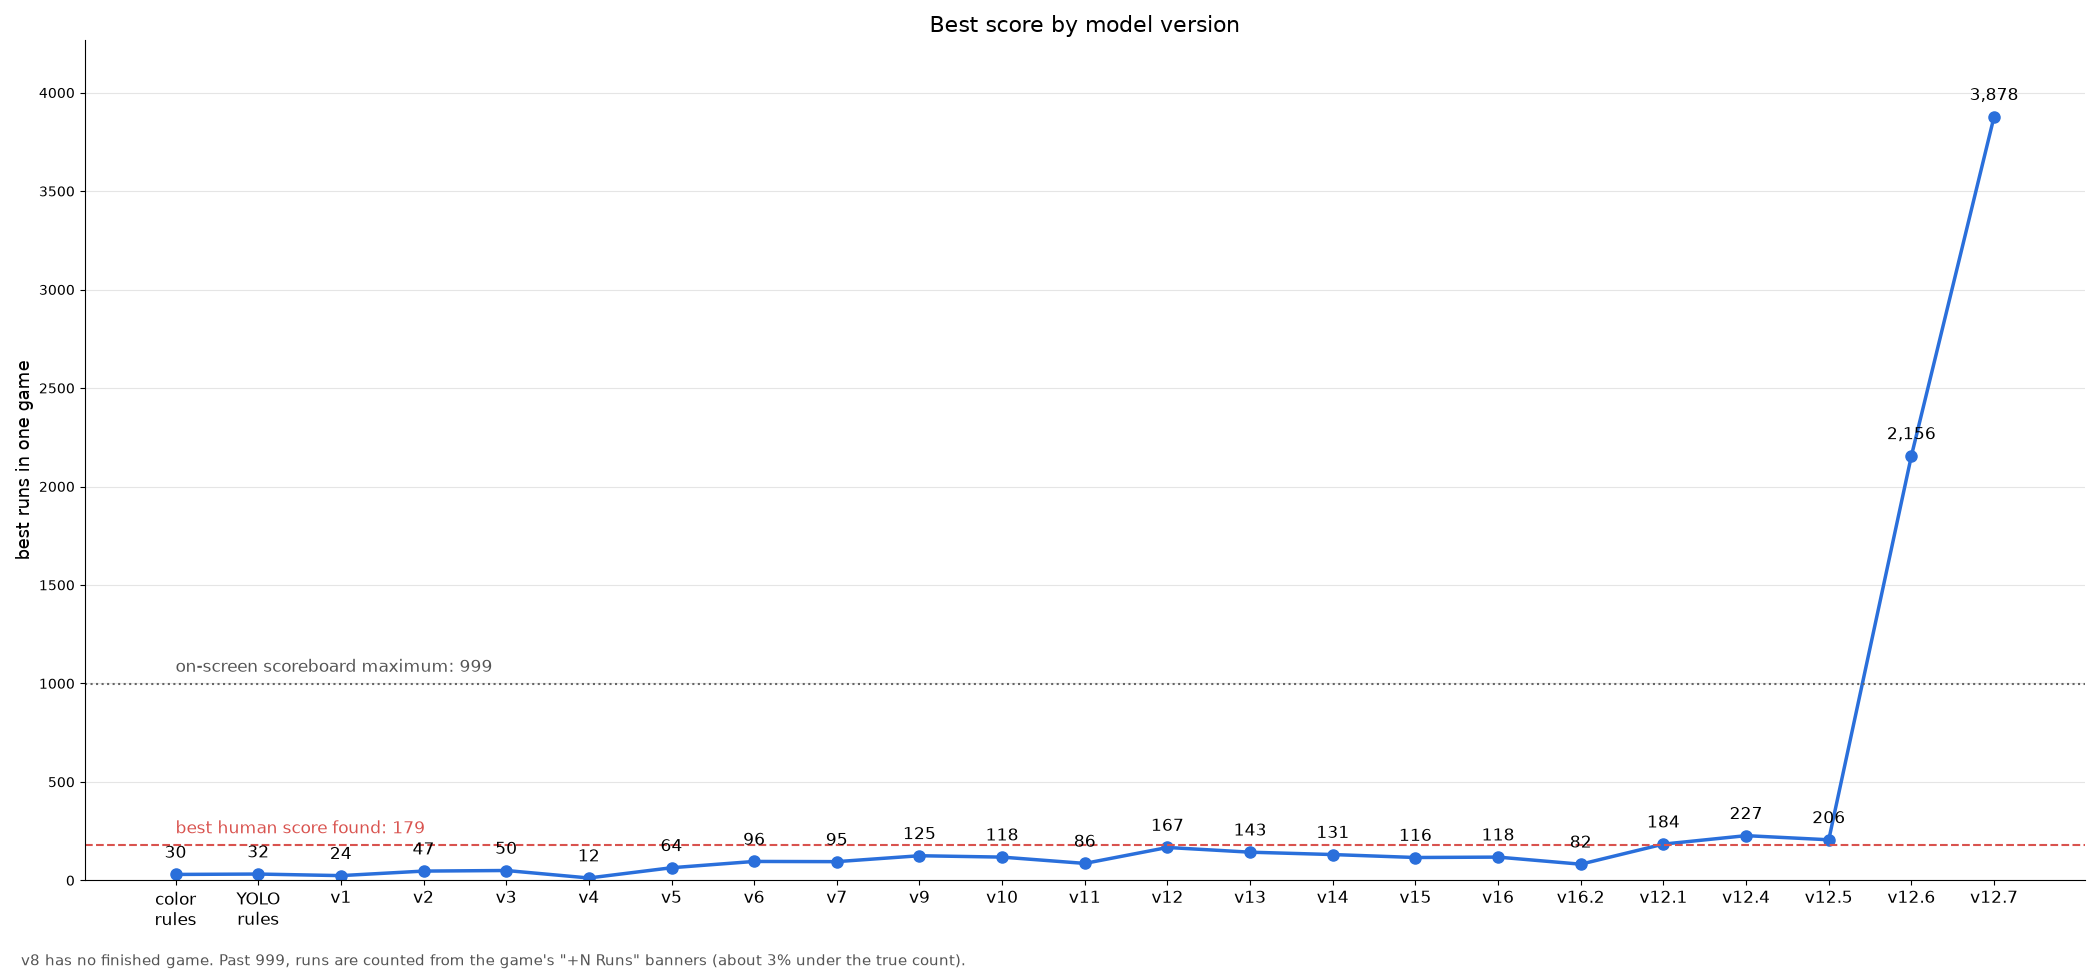 Best score by model version
best runs in one game
4000
3500
3000
2500
2000
1500
1000
500
0
on-screen scoreboard maximum: 999
best human score found: 179
30
32
24
47
50
12
64
96
95
125
118
86
167
143
131
116
118
82
184
227
206
2,156
3,878
color rules
YOLO rules
v1
v2
v3
v4
v5
v6
v7
v9
v10
v11
v12
v13
v14
v15
v16
v16.2
v12.1
v12.4
v12.5
v12.6
v12.7
v8 has no finished game. Past 999, runs are counted from the game's "+N Runs" banners (about 3% under the true count).